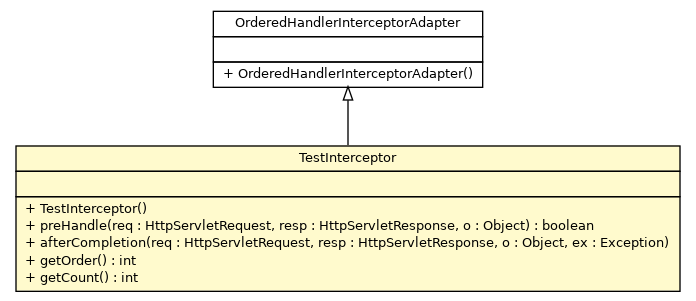 OrderedHandlerInterceptorAdapter
+ OrderedHandlerInterceptorAdapter()
TestInterceptor
+ TestInterceptor()
+ preHandle(req : HttpServletRequest, resp : HttpServletResponse, o : Object) : boolean
+ afterCompletion(req : HttpServletRequest, resp : HttpServletResponse, o : Object, ex : Exception)
+ getOrder() : int
+ getCount() : int